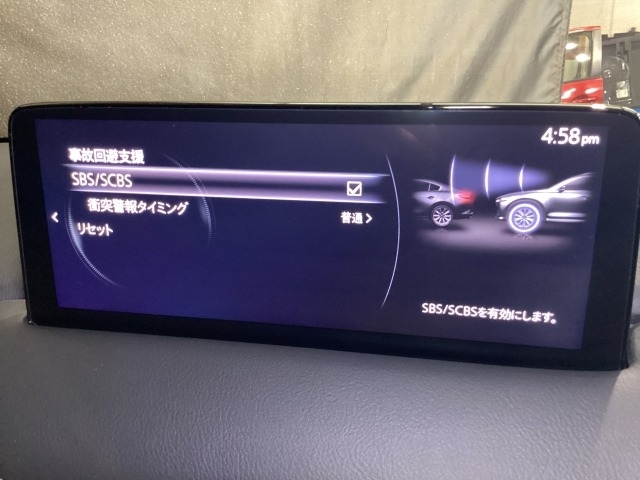 4:58pm
事故回避支援
SBS/SCBS
衝突警報タイミング 普通
リセット
SBS/SCBSを有効にします。